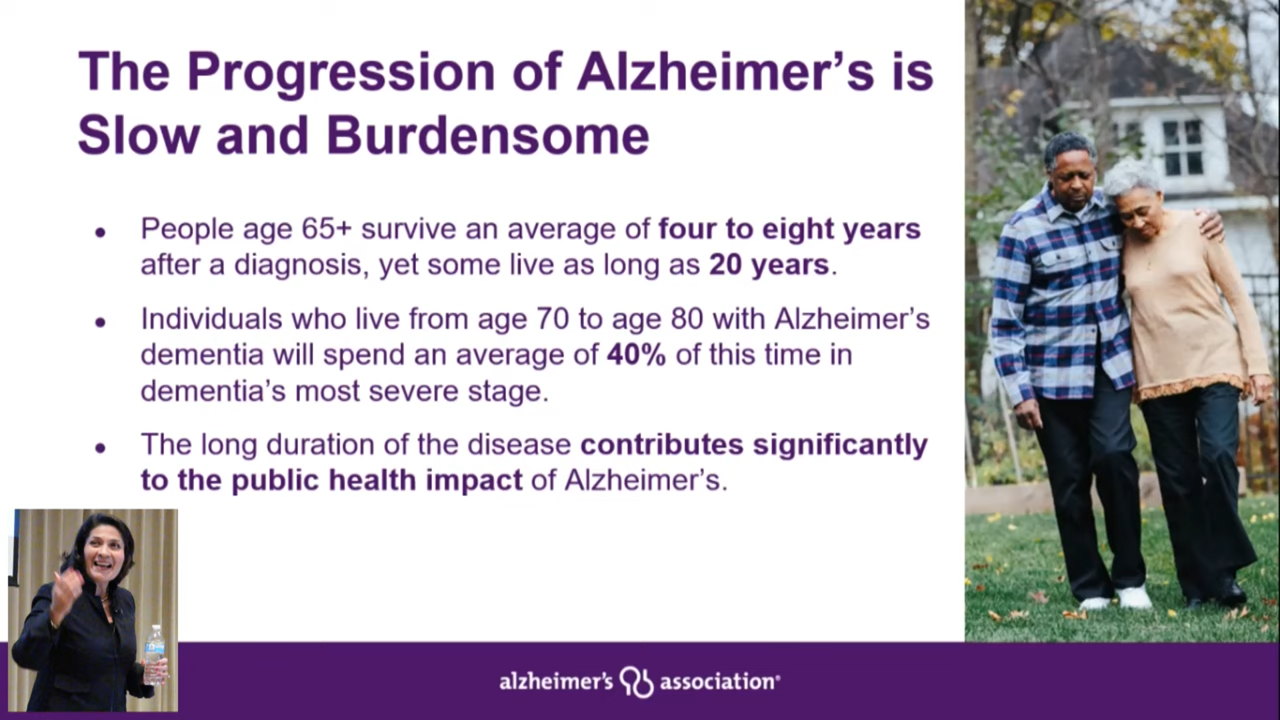 The Progression of Alzheimer's is
Slow and Burdensome
• People age 65+ survive an average of four to eight years
after a diagnosis, yet some live as long as 20 years.
• Individuals who live from age 70 to age 80 with Alzheimer's
dementia will spend an average of 40% of this time in
dementia's most severe stage.
• The long duration of the disease contributes significantly
to the public health impact of Alzheimer's.
alzheimer's association®